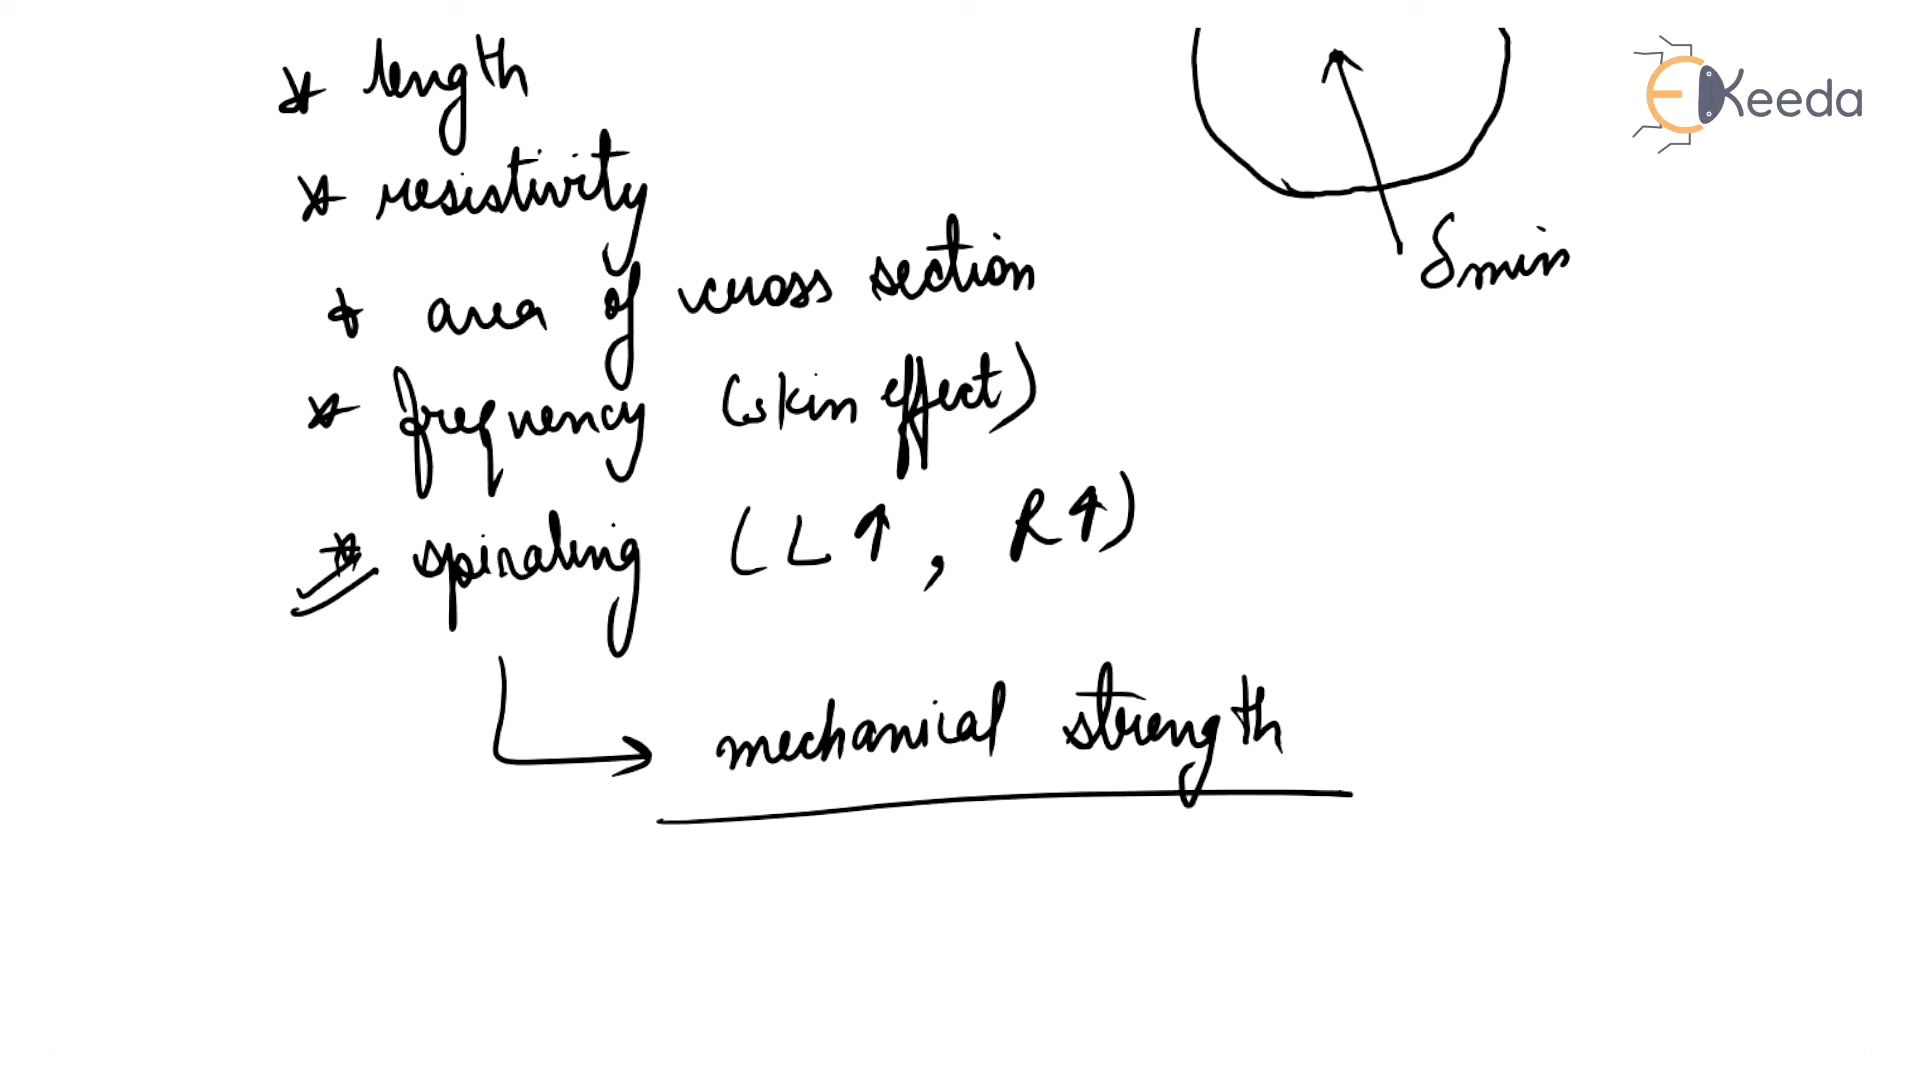 * length
* resistivity
* area of cross section
* frequency (skin effect)
* spiraling (L↑, R↑)
→ mechanical strength
δmin
EKeeda